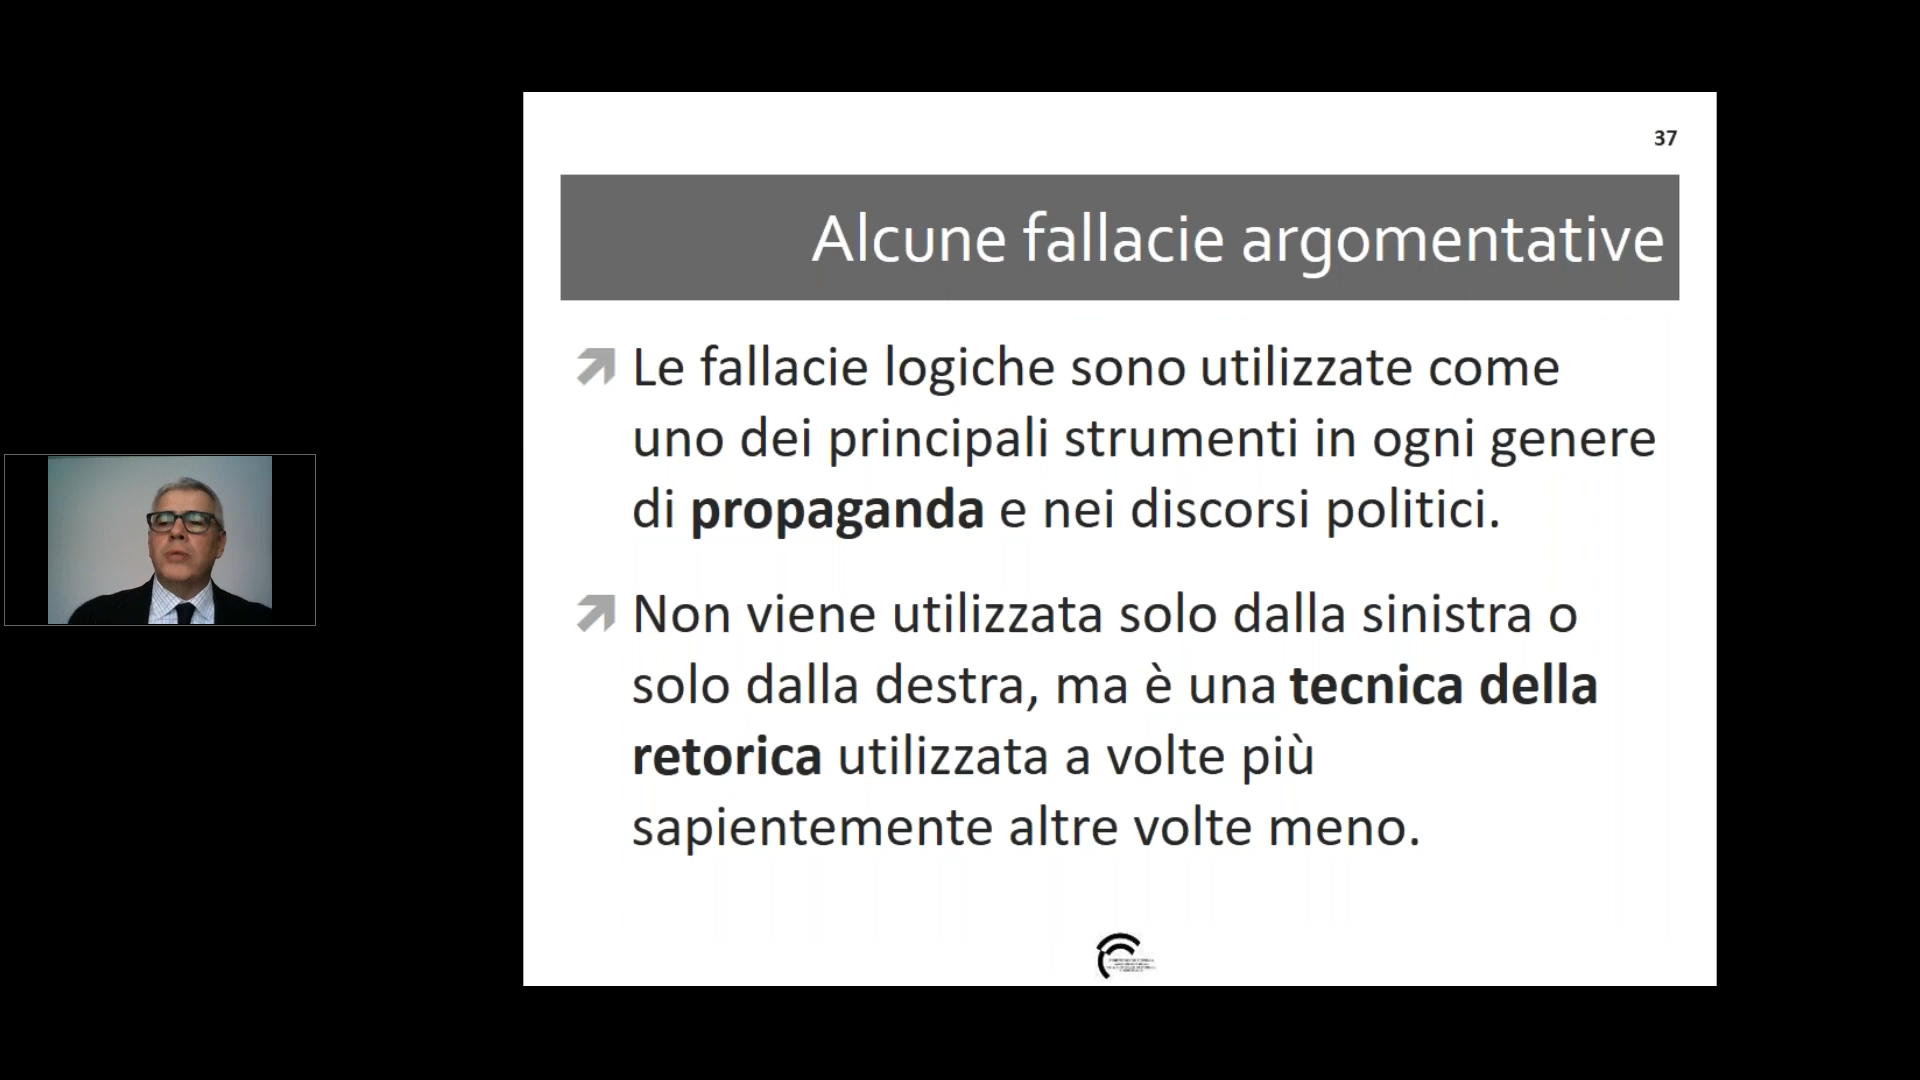 37
Alcune fallacie argomentative
Le fallacie logiche sono utilizzate come
uno dei principali strumenti in ogni genere
di propaganda e nei discorsi politici.
Non viene utilizzata solo dalla sinistra o
solo dalla destra, ma è una tecnica della
retorica utilizzata a volte più
sapientemente altre volte meno.